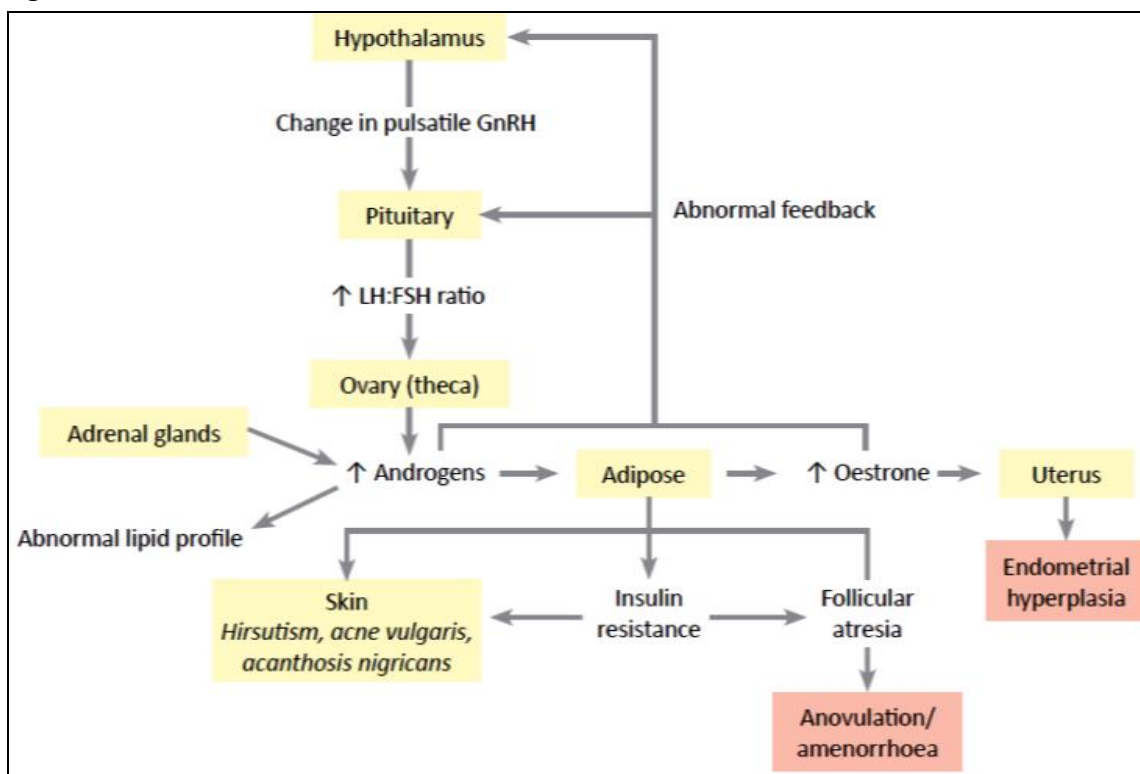 Hypothalamus
Change in pulsatile GnRH
Pituitary
Abnormal feedback
↑ LH:FSH ratio
Ovary (theca)
Adrenal glands
↑ Androgens
Adipose
↑ Oestrone
Uterus
Abnormal lipid profile
Skin
Hirsutism, acne vulgaris,
acanthosis nigricans
Insulin
resistance
Follicular
atresia
Endometrial
hyperplasia
Anovulation/
amenorrhoea